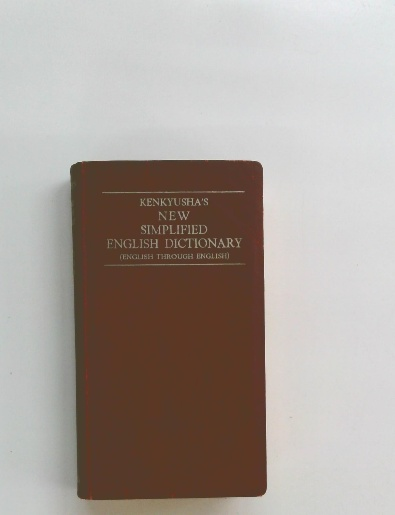 KENKYUSHA'S
NEW
SIMPLIFIED
ENGLISH DICTIONARY
(ENGLISH THROUGH ENGLISH)